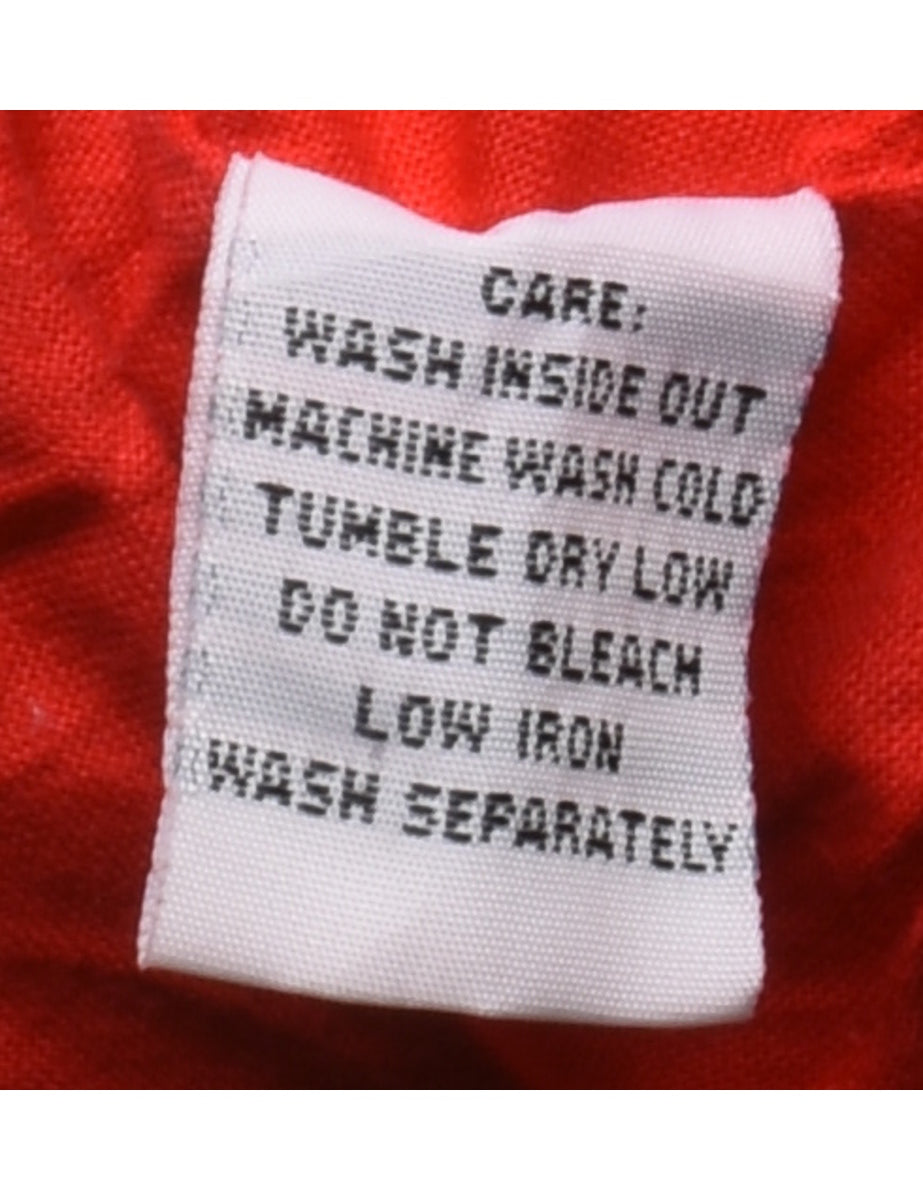 CARE:
WASH INSIDE OUT
MACHINE WASH COLD
TUMBLE DRY LOW
DO NOT BLEACH
LOW IRON
WASH SEPARATELY